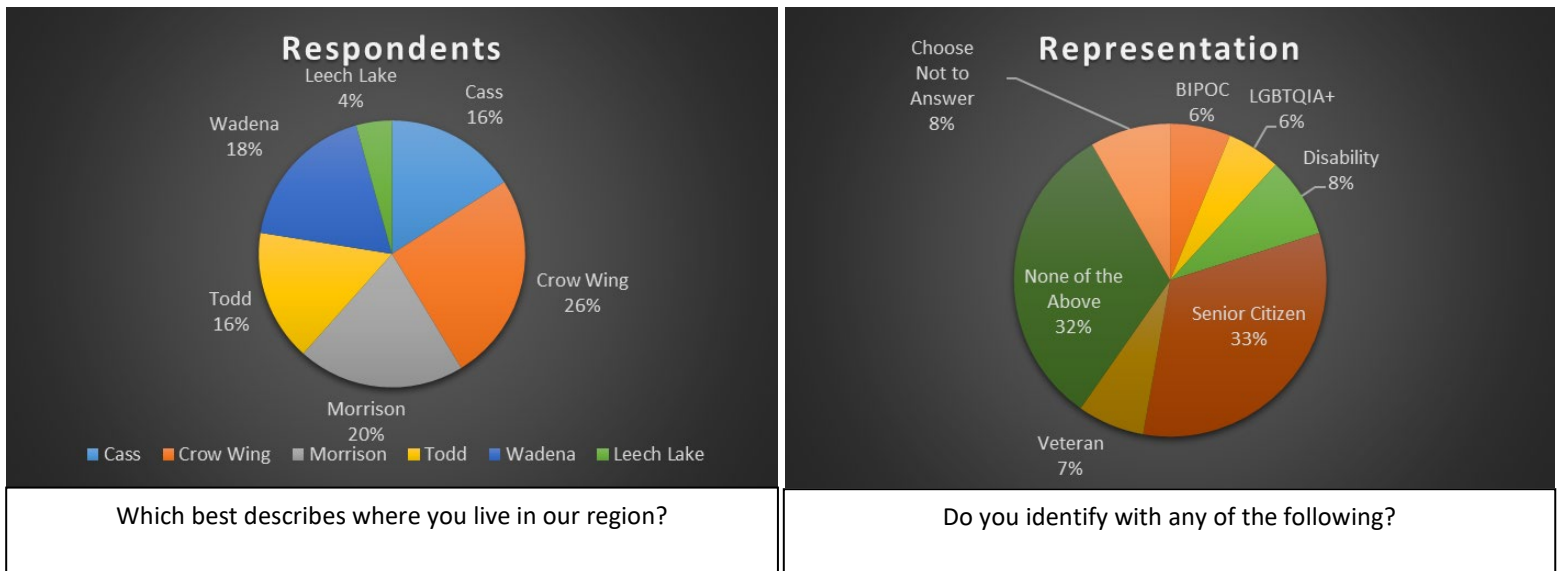 Respondents
Leech Lake
4%
Cass
16%
Wadena
18%
Crow Wing
26%
Todd
16%
Morrison
20%
Cass Crow Wing Morrison Todd Wadena Leech Lake
Which best describes where you live in our region?
Representation
Choose
Not to
Answer
8%
BIPOC
6%
LGBTQIA+
6%
Disability
8%
None of the
Above
32%
Senior Citizen
33%
Veteran
7%
Do you identify with any of the following?